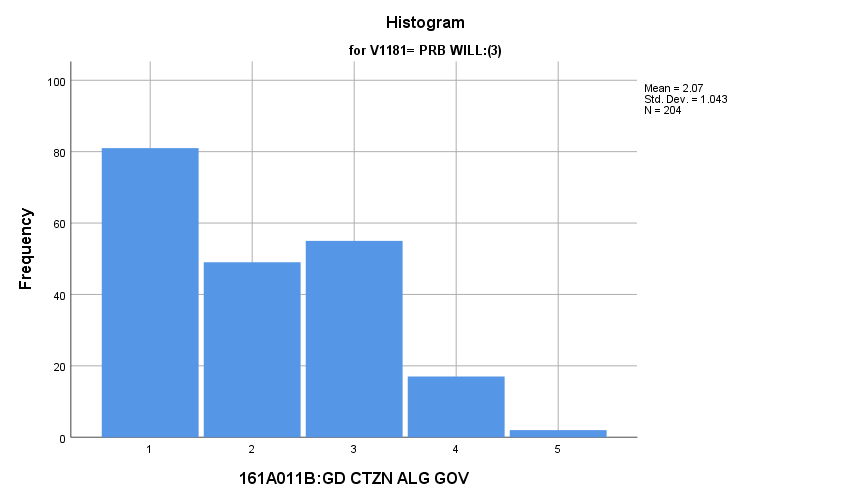 Histogram
for V1181= PRB WILL:(3)
Mean = 2.07
Std. Dev. = 1.043
N = 204
Frequency
100
80
60
40
20
0
1 2 3 4 5
161A011B:GD CTZN ALG GOV